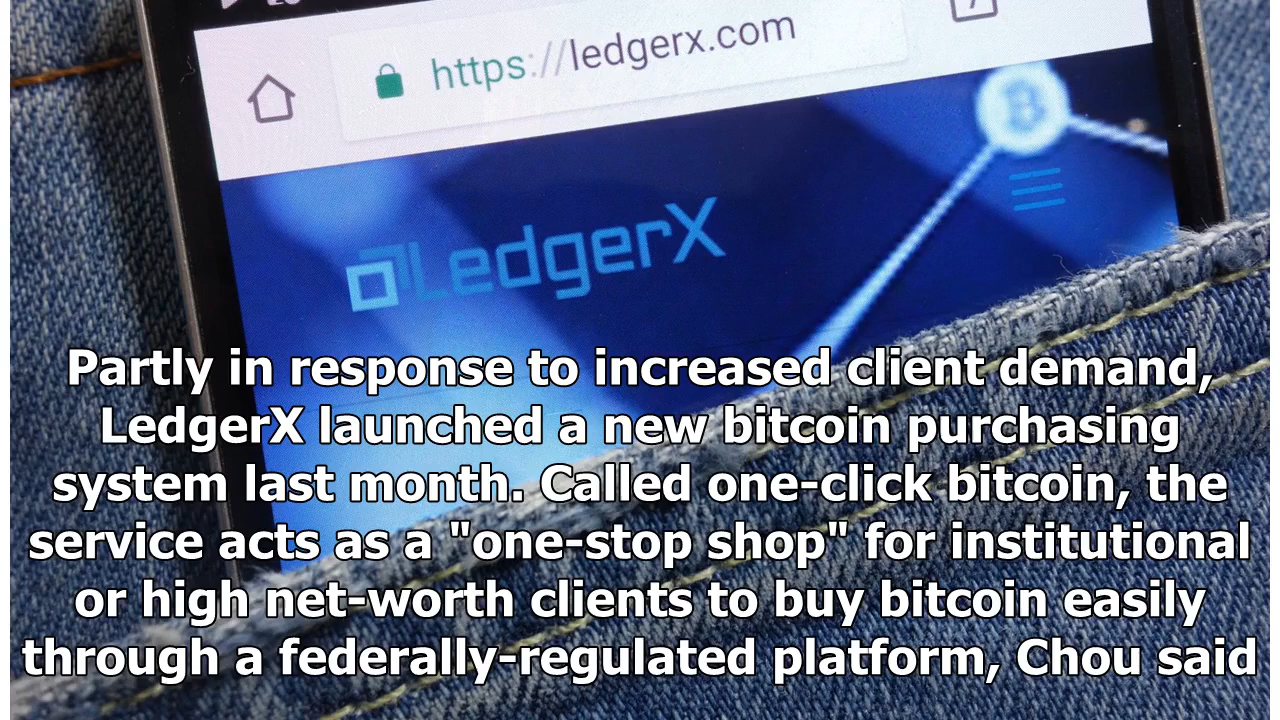 https://ledgerx.com
LedgerX
Partly in response to increased client demand,
LedgerX launched a new bitcoin purchasing
system last month. Called one-click bitcoin, the
service acts as a "one-stop shop" for institutional
or high net-worth clients to buy bitcoin easily
through a federally-regulated platform, Chou said